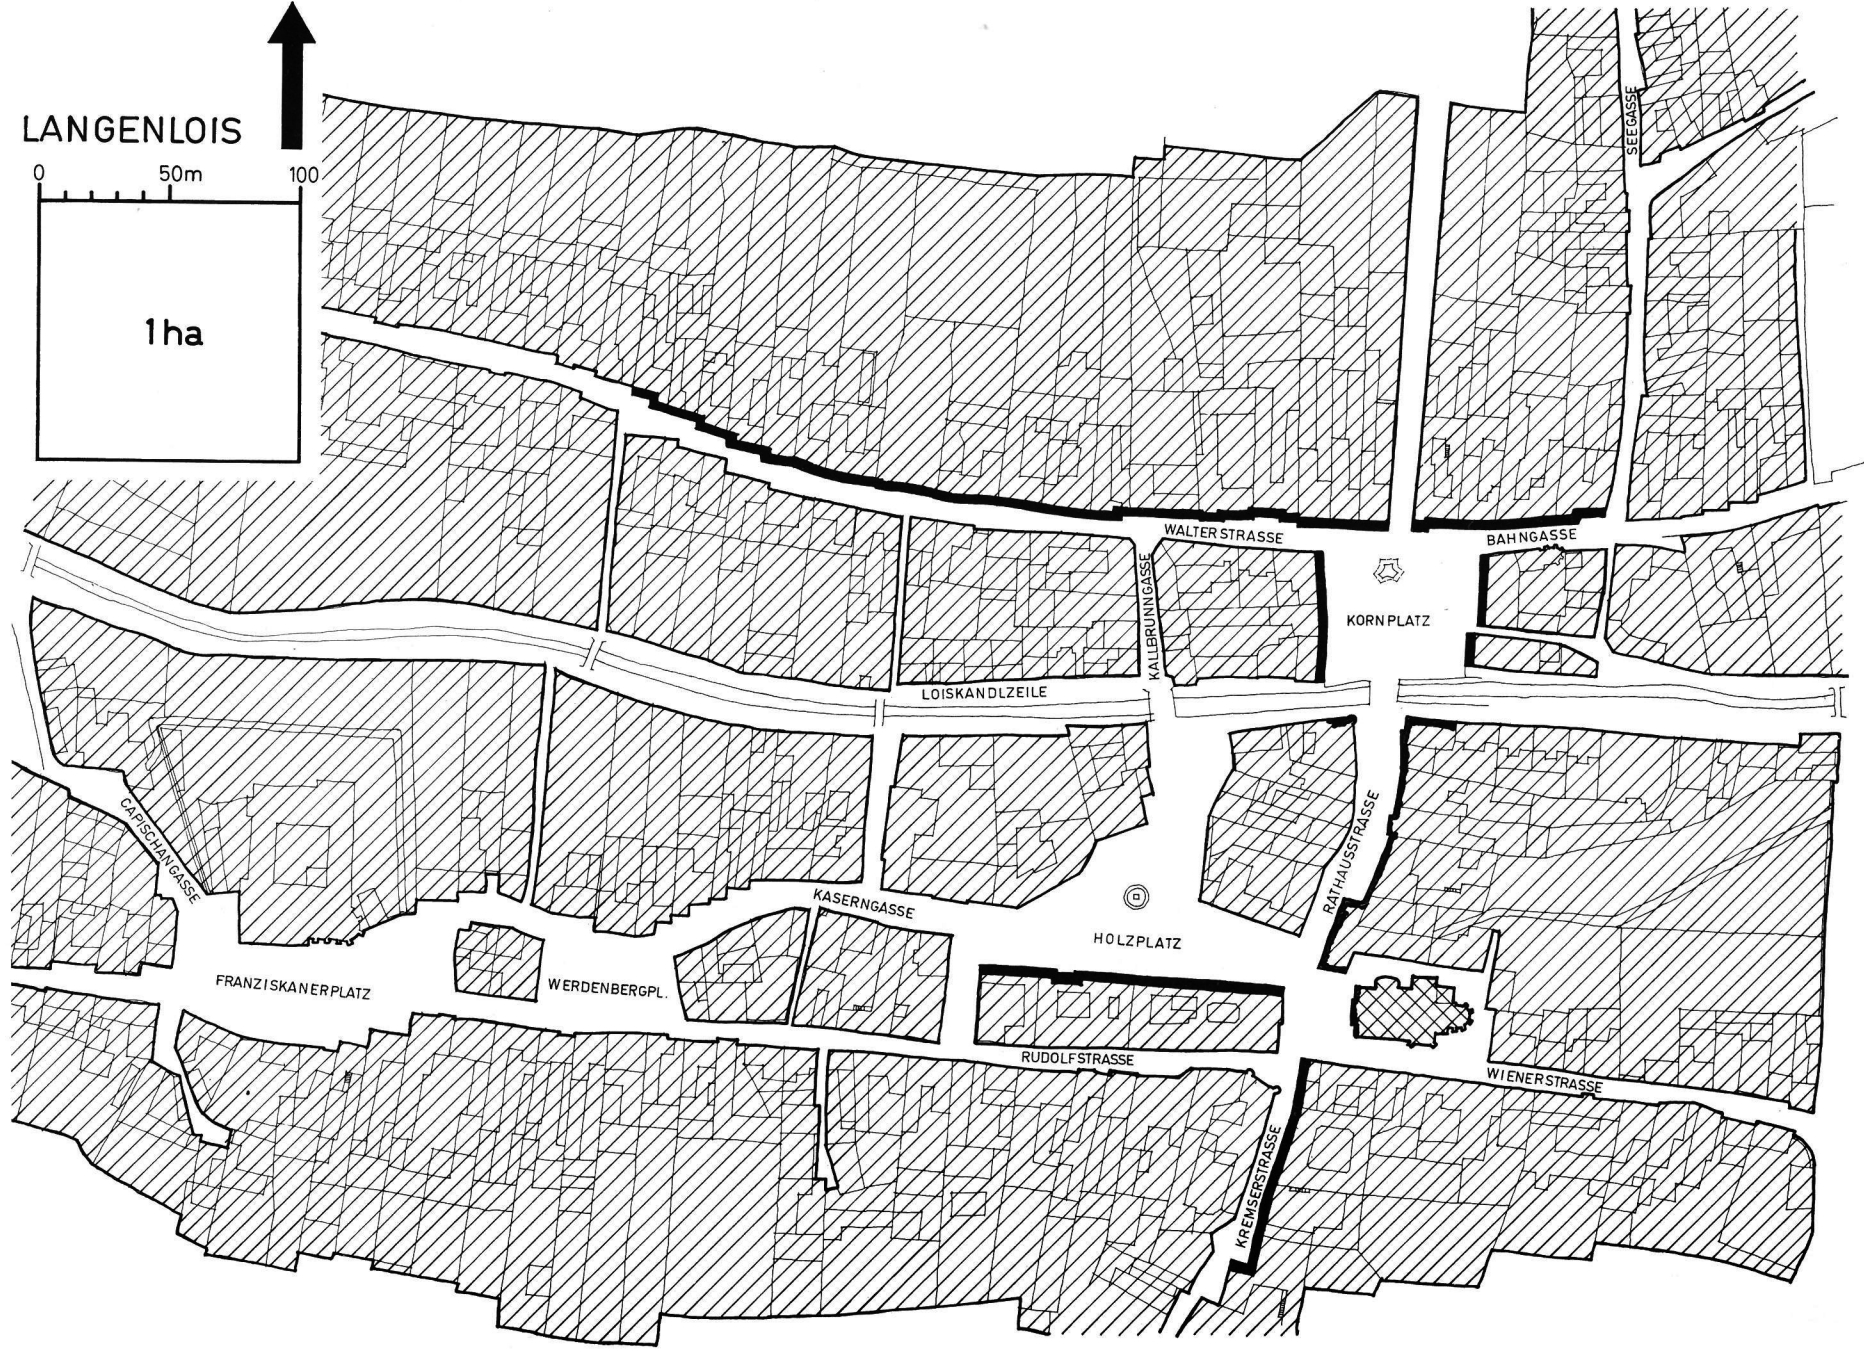 LANGENLOIS
0 50m 100
1ha
SEEGASSE
WALTERSTRASSE
BAHNGASSE
KALLBRUNNGASSE
KORNPLATZ
LOISKANDLZEILE
CAPISCHANGASSE
RATHAUSSTRASSE
KASERNGASSE
HOLZPLATZ
FRANZISKANERPLATZ
WERDENBERGPL.
RUDOLFSTRASSE
WIENERSTRASSE
KREMSERSTRASSE